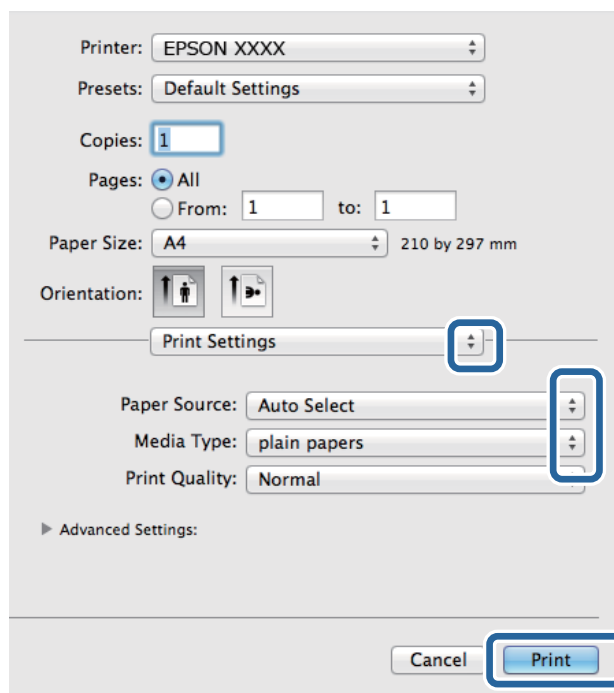 Printer: EPSON XXXX
Presets: Default Settings
Copies: 1
Pages: All
From: 1 to: 1
Paper Size: A4 210 by 297 mm
Orientation:
Print Settings
Paper Source: Auto Select
Media Type: plain papers
Print Quality: Normal
Advanced Settings:
Cancel Print